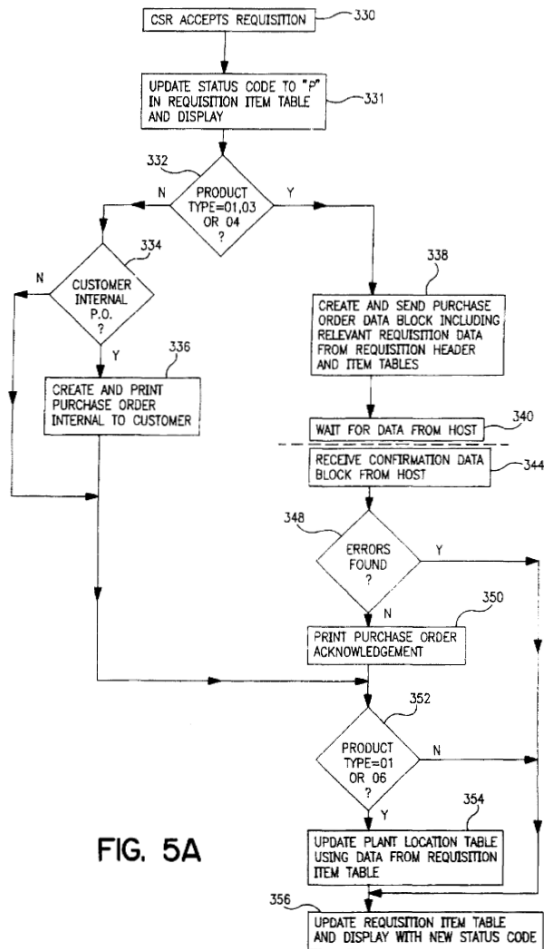 CSR ACCEPTS REQUISITION
330
UPDATE STATUS CODE TO "P"
IN REQUISITION ITEM TABLE
AND DISPLAY
331
332
N
PRODUCT
TYPE=01,03
OR 04
?
Y
334
N
CUSTOMER
INTERNAL
P.O.
?
Y
336
CREATE AND PRINT
PURCHASE ORDER
INTERNAL TO CUSTOMER
338
CREATE AND SEND PURCHASE
ORDER DATA BLOCK INCLUDING
RELEVANT REQUISITION DATA
FROM REQUISITION HEADER
AND ITEM TABLES
WAIT FOR DATA FROM HOST
340
RECEIVE CONFIRMATION DATA
BLOCK FROM HOST
344
348
ERRORS
FOUND
?
Y
N
350
PRINT PURCHASE ORDER
ACKNOWLEDGEMENT
352
PRODUCT
TYPE=01
OR 06
?
N
Y
354
UPDATE PLANT LOCATION TABLE
USING DATA FROM REQUISITION
ITEM TABLE
356
UPDATE REQUISITION ITEM TABLE
AND DISPLAY WITH NEW STATUS CODE
FIG. 5A